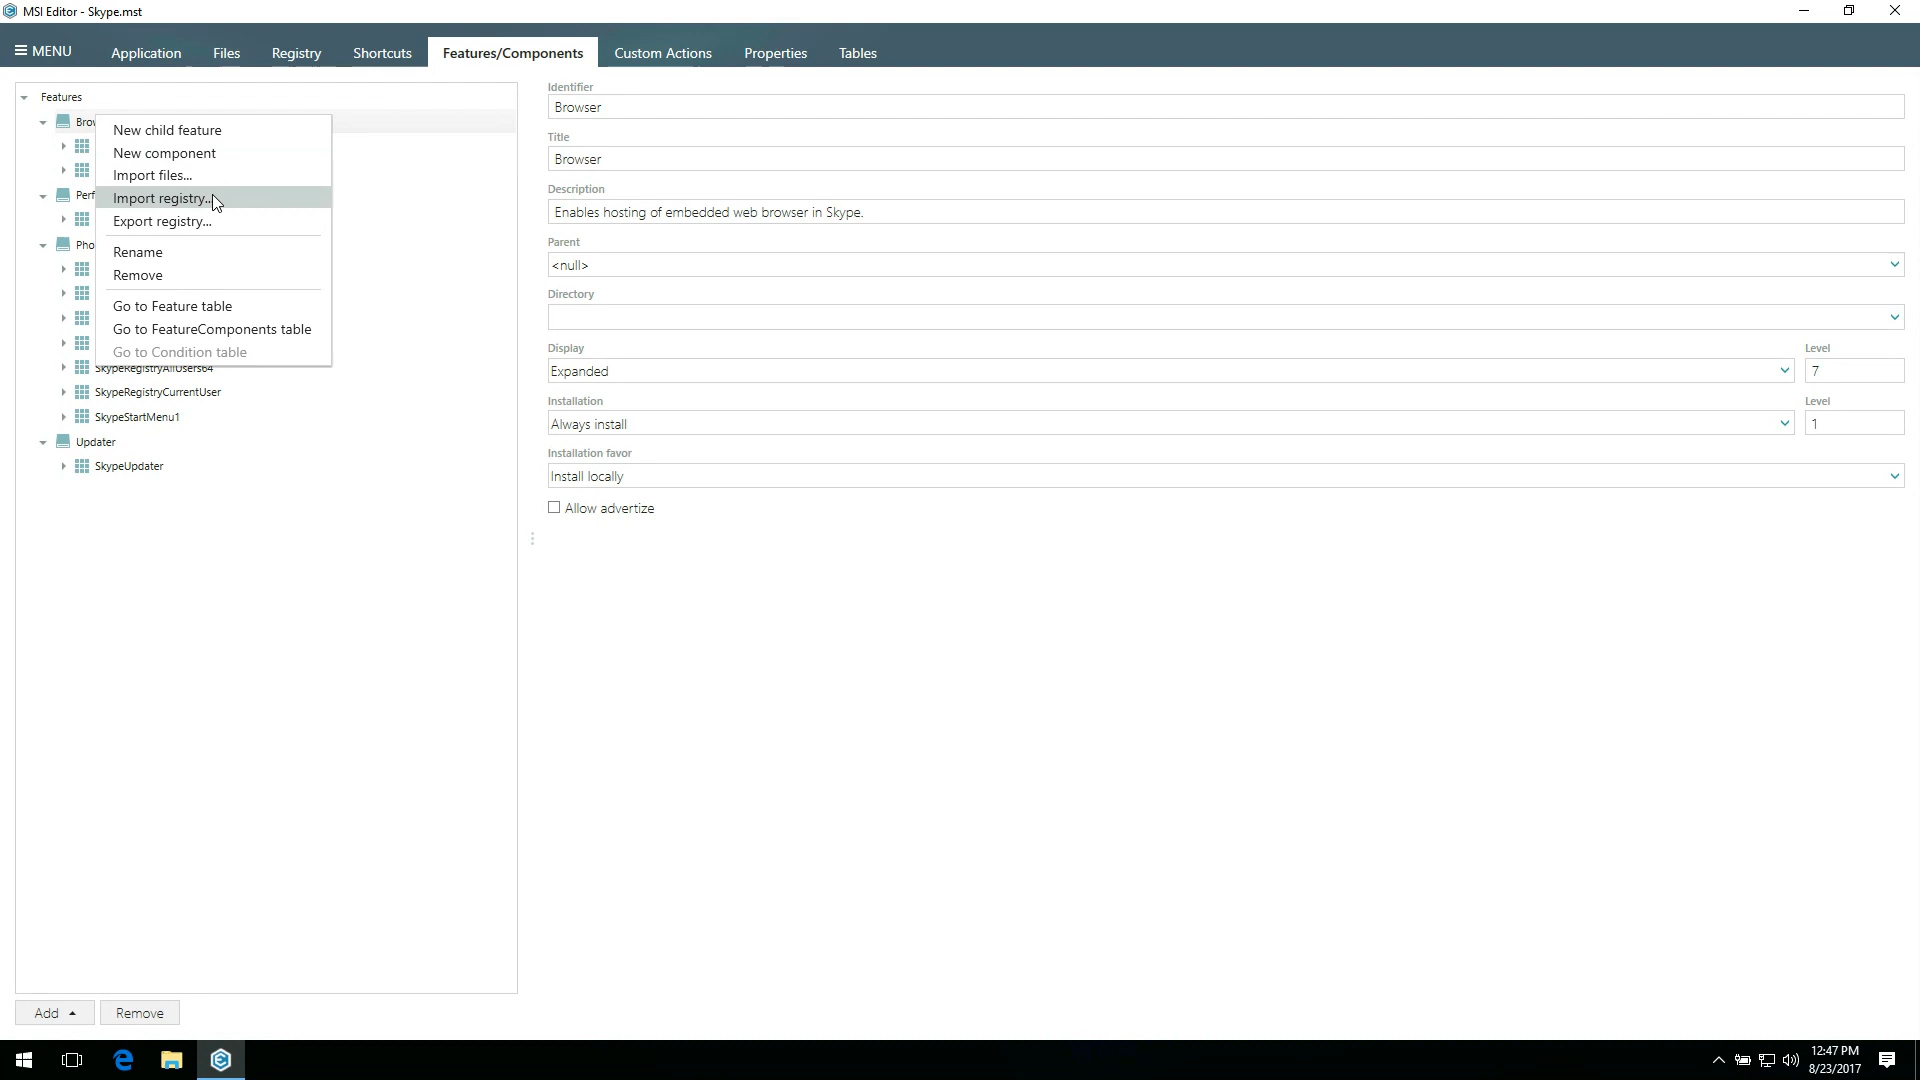 MSI Editor - Skype.mst
MENU
Application
Files
Registry
Shortcuts
Features/Components
Custom Actions
Properties
Tables
Features
New child feature
New component
Import files...
Import registry...
Export registry...
Rename
Remove
Go to Feature table
Go to FeatureComponents table
Go to Condition table
SkypeRegistryAllUsers64
SkypeRegistryCurrentUser
SkypeStartMenu1
Updater
SkypeUpdater
Add
Remove
Identifier
Browser
Title
Browser
Description
Enables hosting of embedded web browser in Skype.
Parent
<null>
Directory
Display
Level
Expanded
7
Installation
Level
Always install
1
Installation favor
Install locally
Allow advertize
12:47 PM
8/23/2017